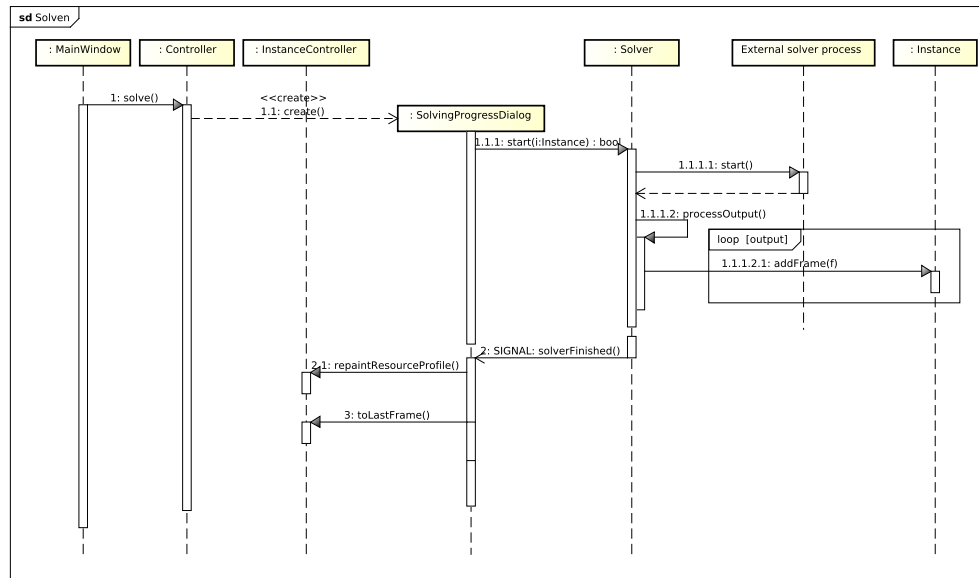 sd Solven
: MainWindow
: Controller
: InstanceController
: Solver
External solver process
: Instance
1: solve()
<<create>>
1.1: create()
: SolvingProgressDialog
1.1.1: start(i:Instance) : bool
1.1.1.1: start()
1.1.1.2: processOutput()
loop [output]
1.1.1.2.1: addFrame(f)
2: SIGNAL: solverFinished()
2.1: repaintResourceProfile()
3: toLastFrame()